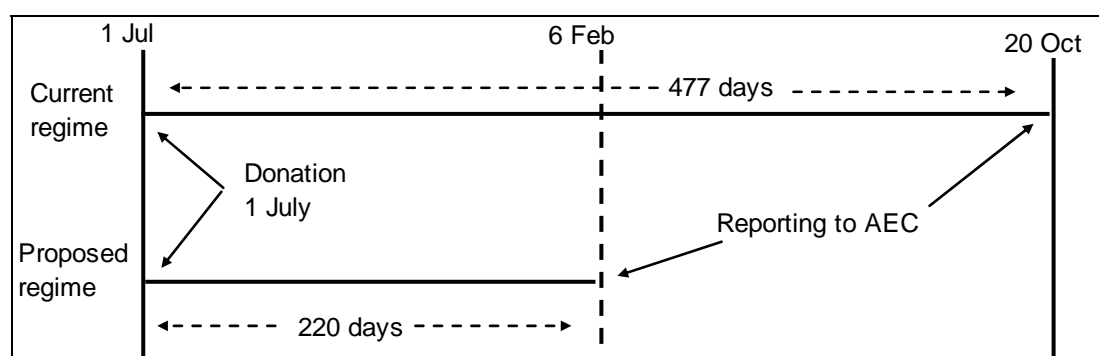 1 Jul
6 Feb
20 Oct
Current
regime
477 days
Donation
1 July
Reporting to AEC
Proposed
regime
220 days